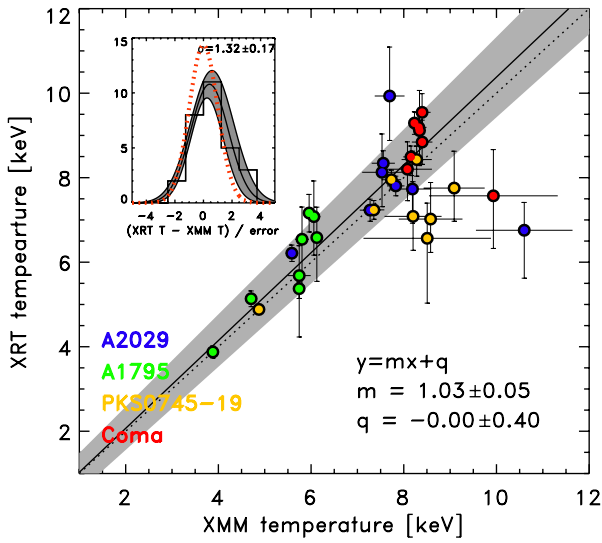 σ=1.32±0.17
15
10
5
0
−4 −2 0 2 4
(XRT T − XMM T) / error
10
8
6
4
2
XRT tempearture [keV]
A2029
A1795
PKS0745−19
Coma
y=mx+q
m = 1.03±0.05
q = −0.00±0.40
2 4 6 8 10 12
XMM temperature [keV]